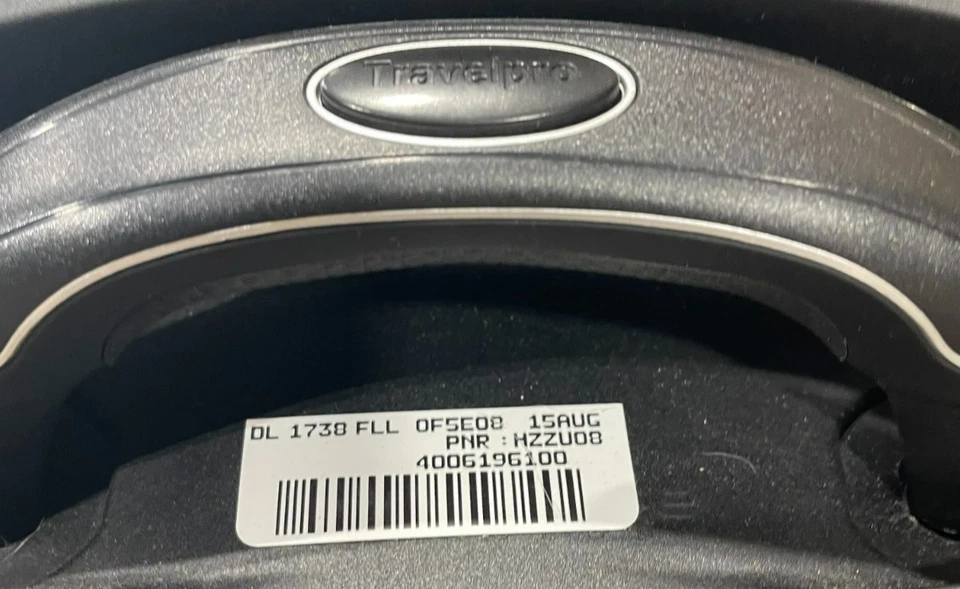 Travelpro
DL 1738 FLL 0F5E08 15AUG
PNR : HZZU08
4006196100